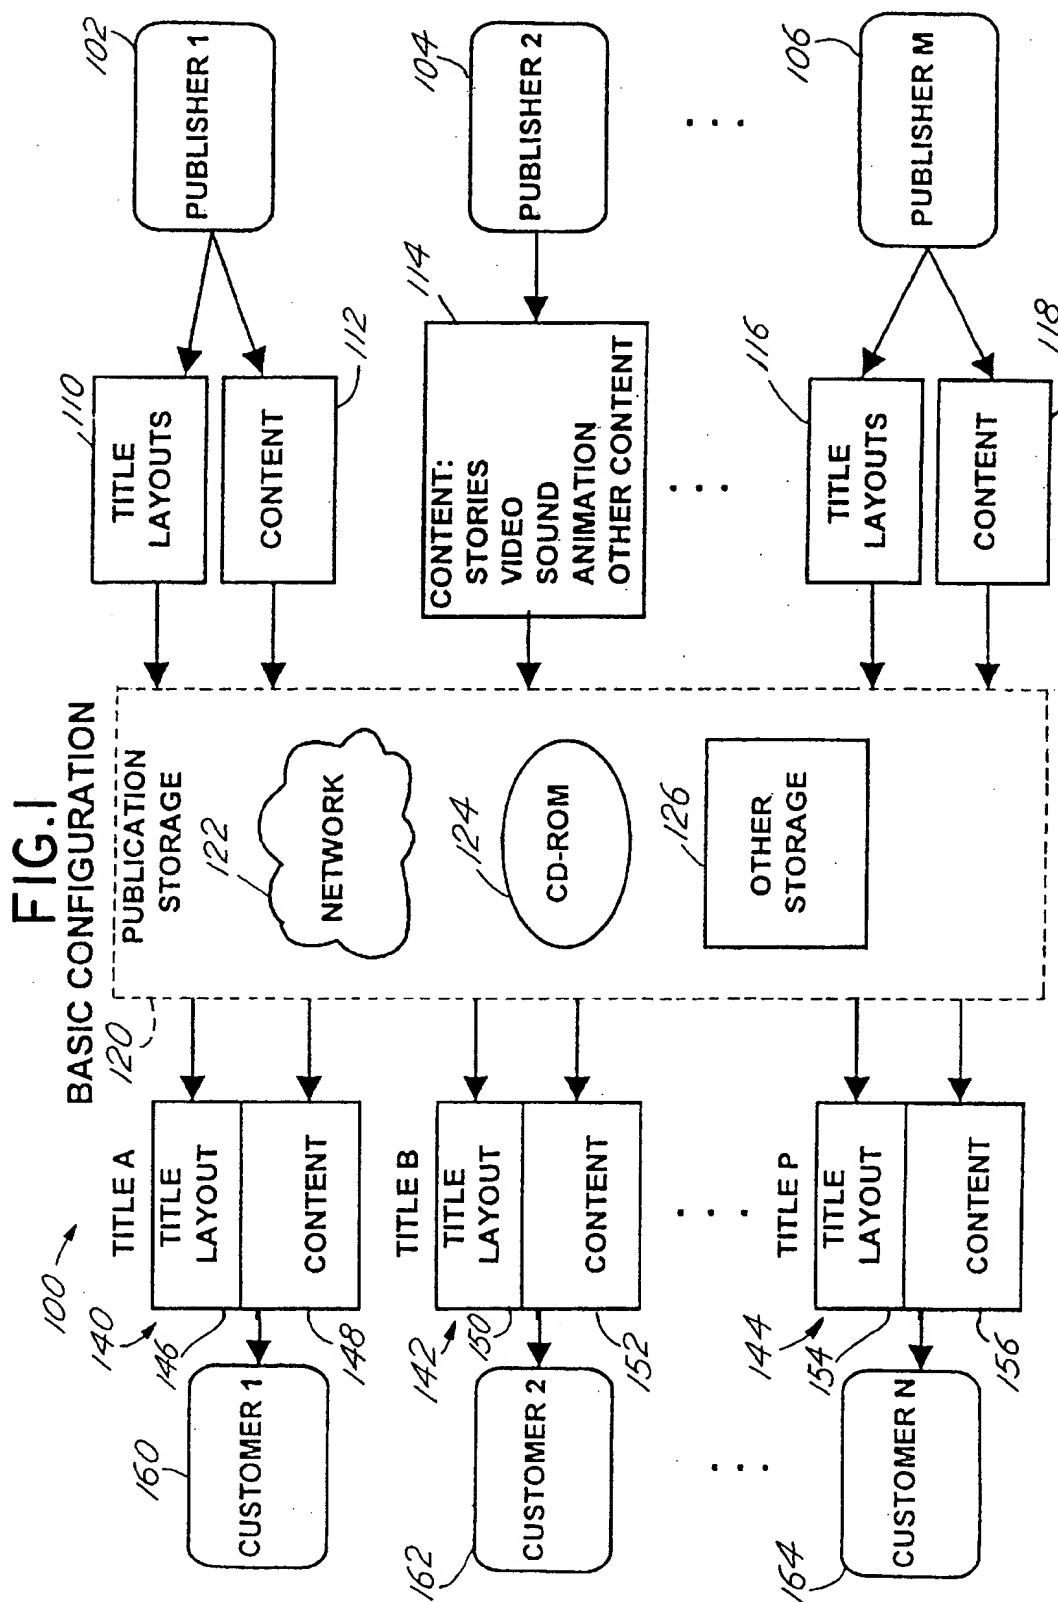 FIG.1
BASIC CONFIGURATION
100
102
PUBLISHER 1
104
PUBLISHER 2
106
PUBLISHER M
110
TITLE
LAYOUTS
112
CONTENT
114
CONTENT:
STORIES
VIDEO
SOUND
ANIMATION
OTHER CONTENT
116
TITLE
LAYOUTS
118
CONTENT
120
PUBLICATION
STORAGE
122
NETWORK
124
CD-ROM
126
OTHER
STORAGE
140
TITLE A
146
TITLE
LAYOUT
148
CONTENT
142
TITLE B
150
TITLE
LAYOUT
152
CONTENT
144
TITLE P
154
TITLE
LAYOUT
156
CONTENT
160
CUSTOMER 1
162
CUSTOMER 2
164
CUSTOMER N